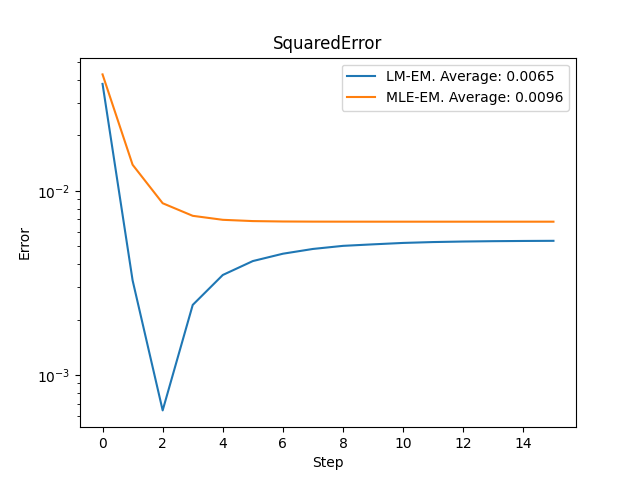 SquaredError
LM-EM. Average: 0.0065
MLE-EM. Average: 0.0096
Error
10⁻²
10⁻³
0 2 4 6 8 10 12 14
Step